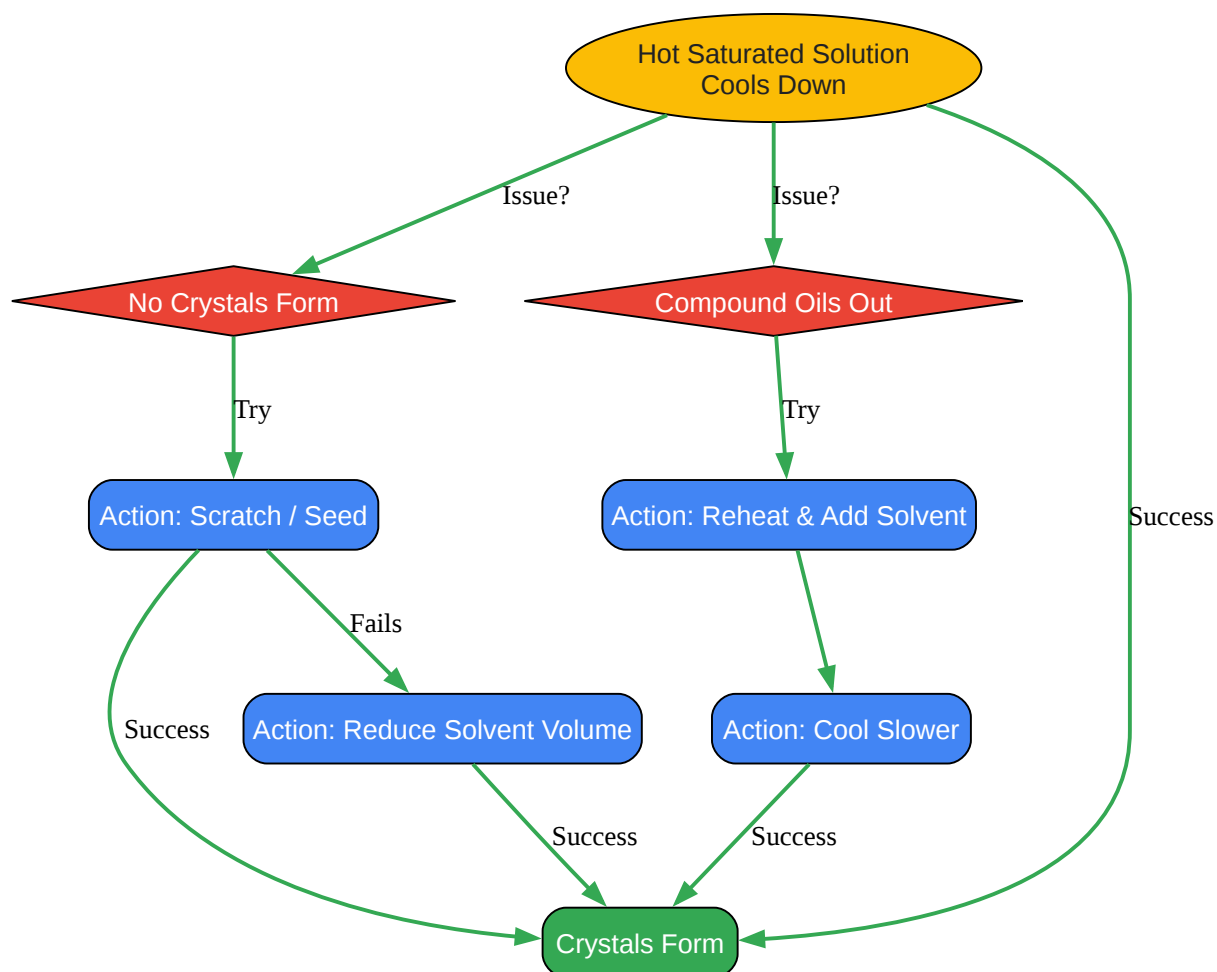 Hot Saturated Solution
Cools Down
Issue?
Issue?
No Crystals Form
Compound Oils Out
Try
Try
Action: Scratch / Seed
Action: Reheat & Add Solvent
Success
Fails
Action: Reduce Solvent Volume
Action: Cool Slower
Success
Success
Success
Crystals Form